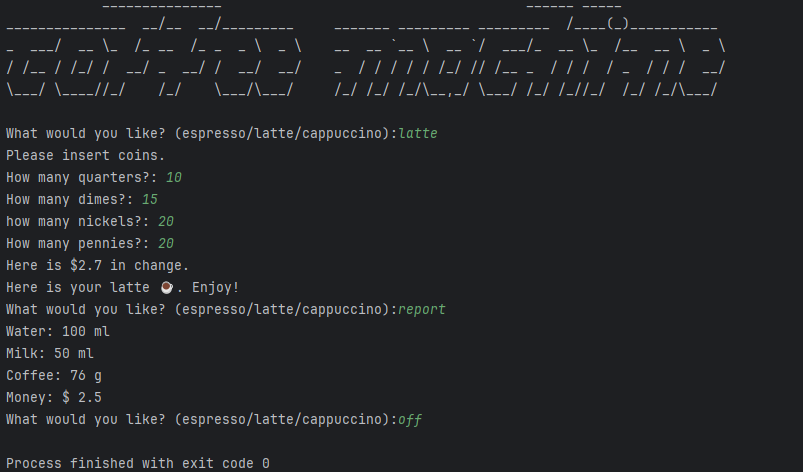 coffee machine
What would you like? (espresso/latte/cappuccino):latte
Please insert coins.
How many quarters?: 10
How many dimes?: 15
how many nickels?: 20
How many pennies?: 20
Here is $2.7 in change.
Here is your latte ☕. Enjoy!
What would you like? (espresso/latte/cappuccino):report
Water: 100 ml
Milk: 50 ml
Coffee: 76 g
Money: $ 2.5
What would you like? (espresso/latte/cappuccino):off
Process finished with exit code 0